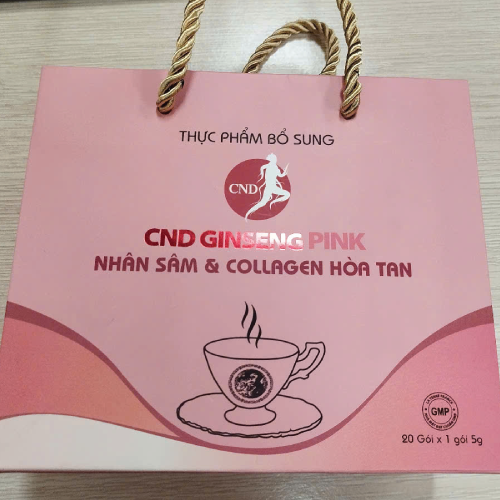 THỰC PHẨM BỔ SUNG
CND
CND GINSENG PINK
NHÂN SÂM & COLLAGEN HÒA TAN
GMP
20 Gói x 1 gói 5g